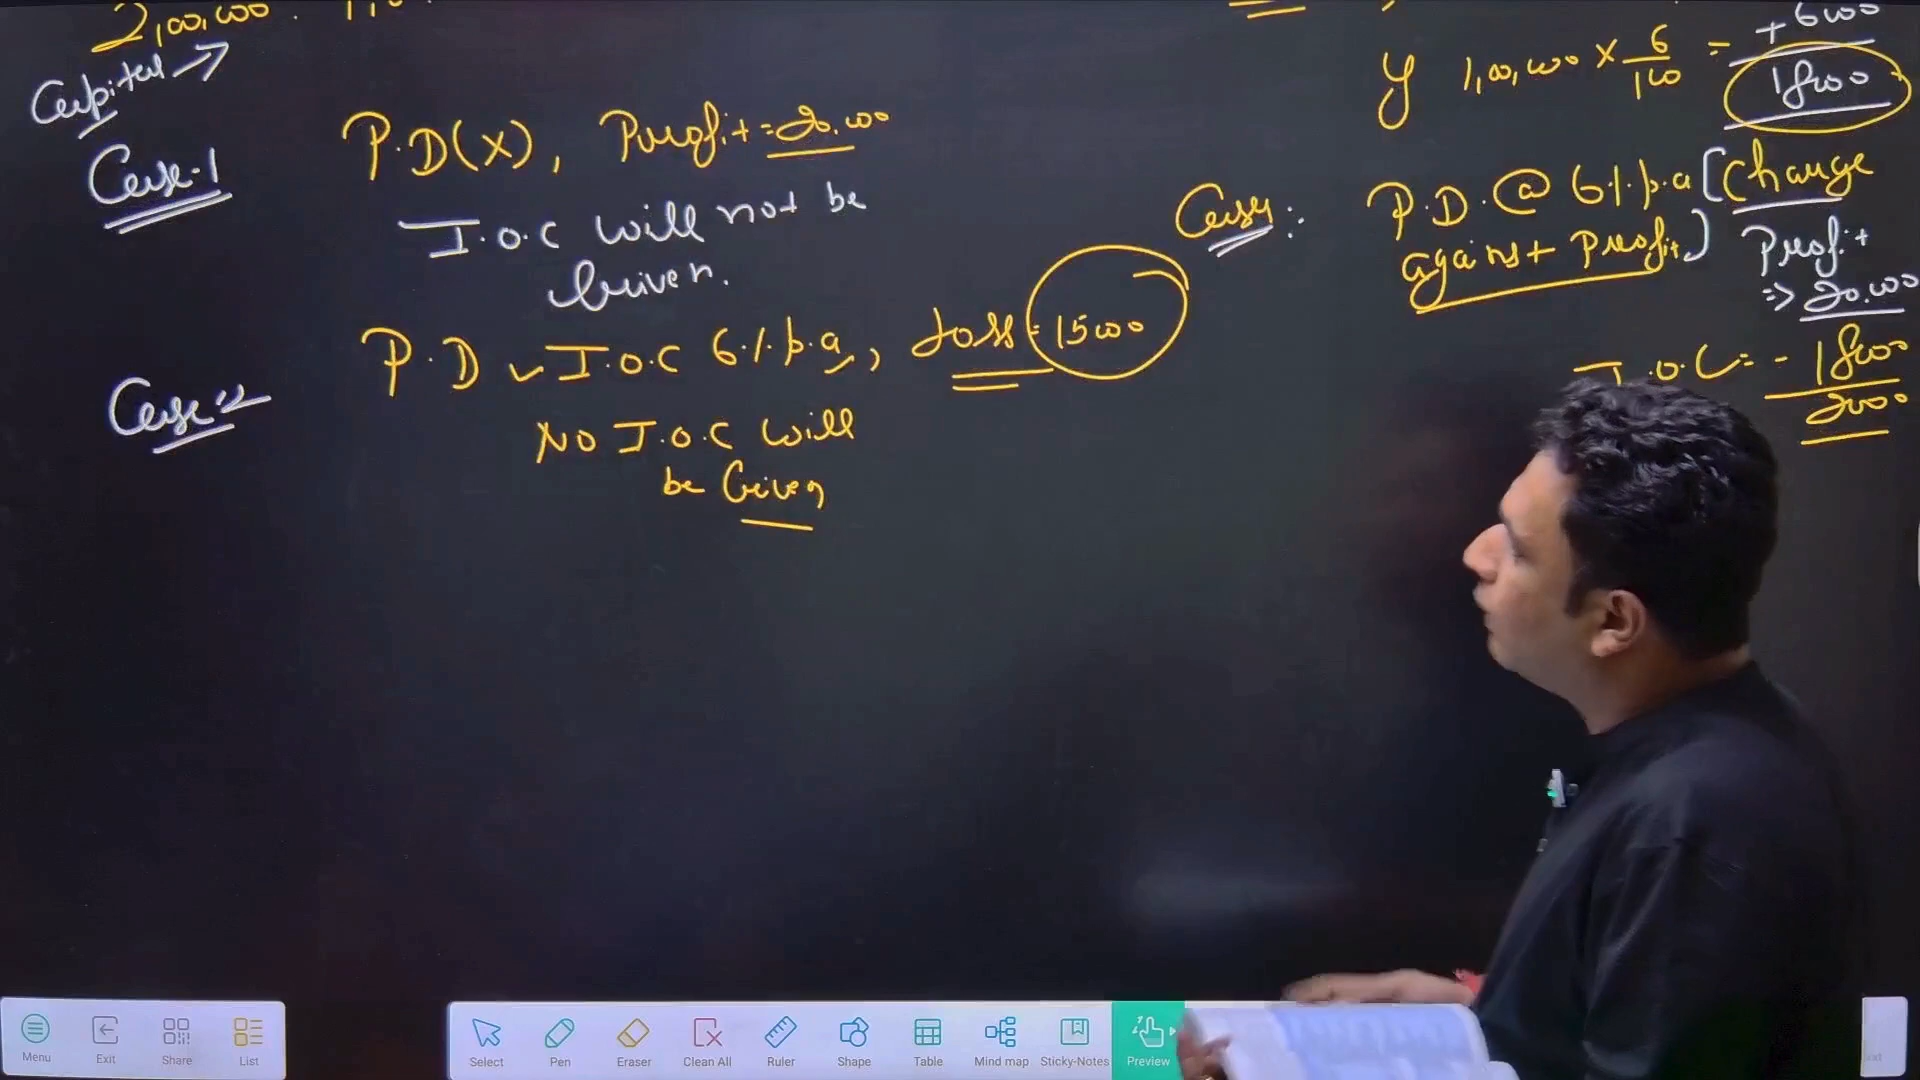 2,00,000
Capital →
Case-1
P.D(X), Profit = 20,000
I.O.C will not be
Given.
Case-2
P.D ✓ I.O.C 6% p.a, Loss = 15000
NO I.O.C will
be Given
+6000
Y 1,00,000 × 6/100 = 18000
Case4:
P.D. @ 6% p.a (Change
against Profit)
Profit
⇒ 20,000
I.O.C = - 18000
2000
Menu
Exit
Share
List
Select
Pen
Eraser
Clean All
Ruler
Shape
Table
Mind map
Sticky-Notes
Preview